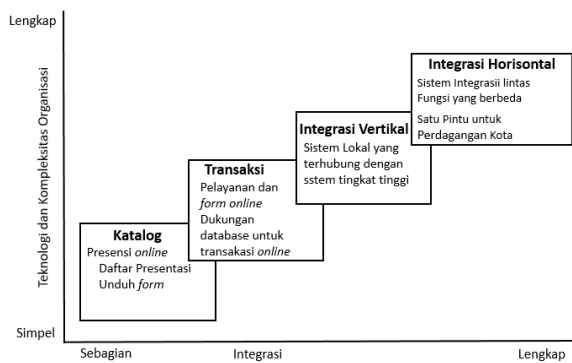 Lengkap
Teknologi dan Kompleksitas Organisasi
Simpel
Integrasi Horisontal
Sistem Integrasii lintas
Fungsi yang berbeda
Satu Pintu untuk
Perdagangan Kota
Integrasi Vertikal
Sistem Lokal yang
terhubung dengan
sstem tingkat tinggi
Transaksi
Pelayanan dan
form online
Dukungan
database untuk
transakasi online
Katalog
Presensi online
Daftar Presentasi
Unduh form
Sebagian
Integrasi
Lengkap